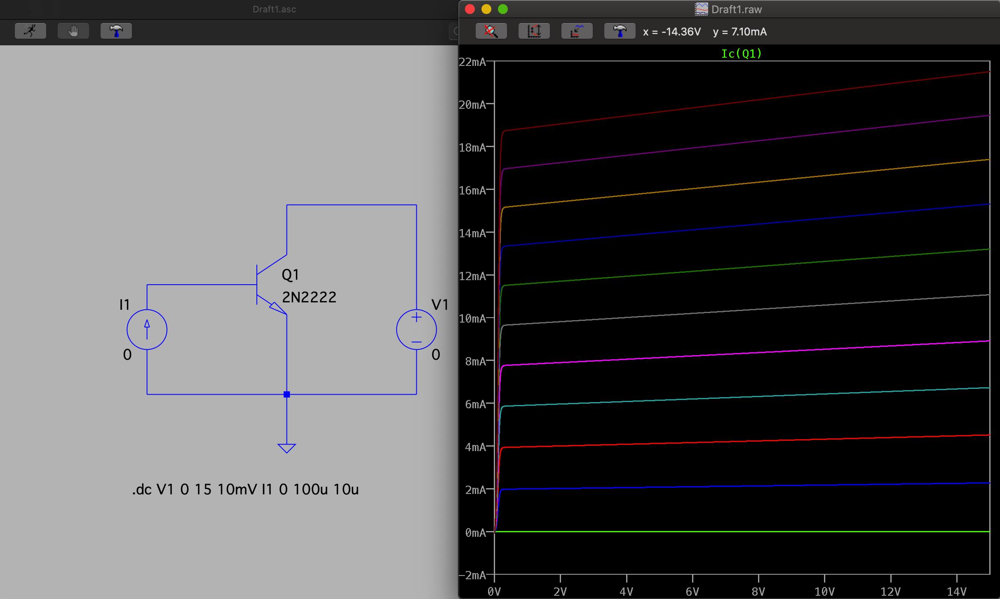 Draft1.asc
Q1
2N2222
I1
0
V1
0
.dc V1 0 15 10mV I1 0 100u 10u
Draft1.raw
x = -14.36V y = 7.10mA
Ic(Q1)
22mA
20mA
18mA
16mA
14mA
12mA
10mA
8mA
6mA
4mA
2mA
0mA
-2mA
0V 2V 4V 6V 8V 10V 12V 14V